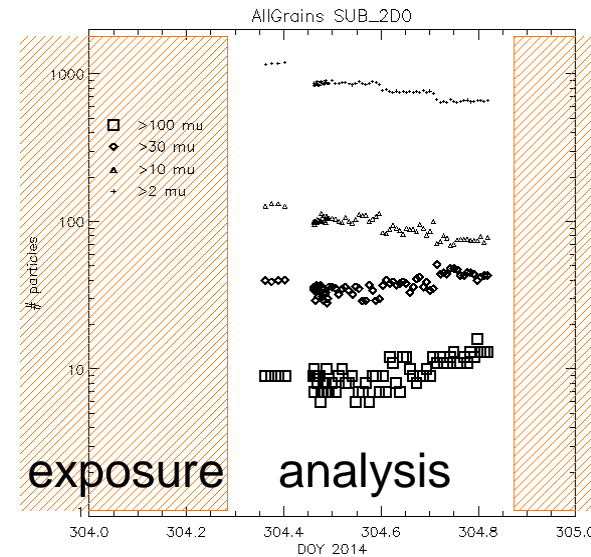 AllGrains SUB_2D0
1000
100
10
1
# particles
>100 mu
>30 mu
>10 mu
>2 mu
exposure analysis
304.0 304.2 304.4 304.6 304.8 305.0
DOY 2014